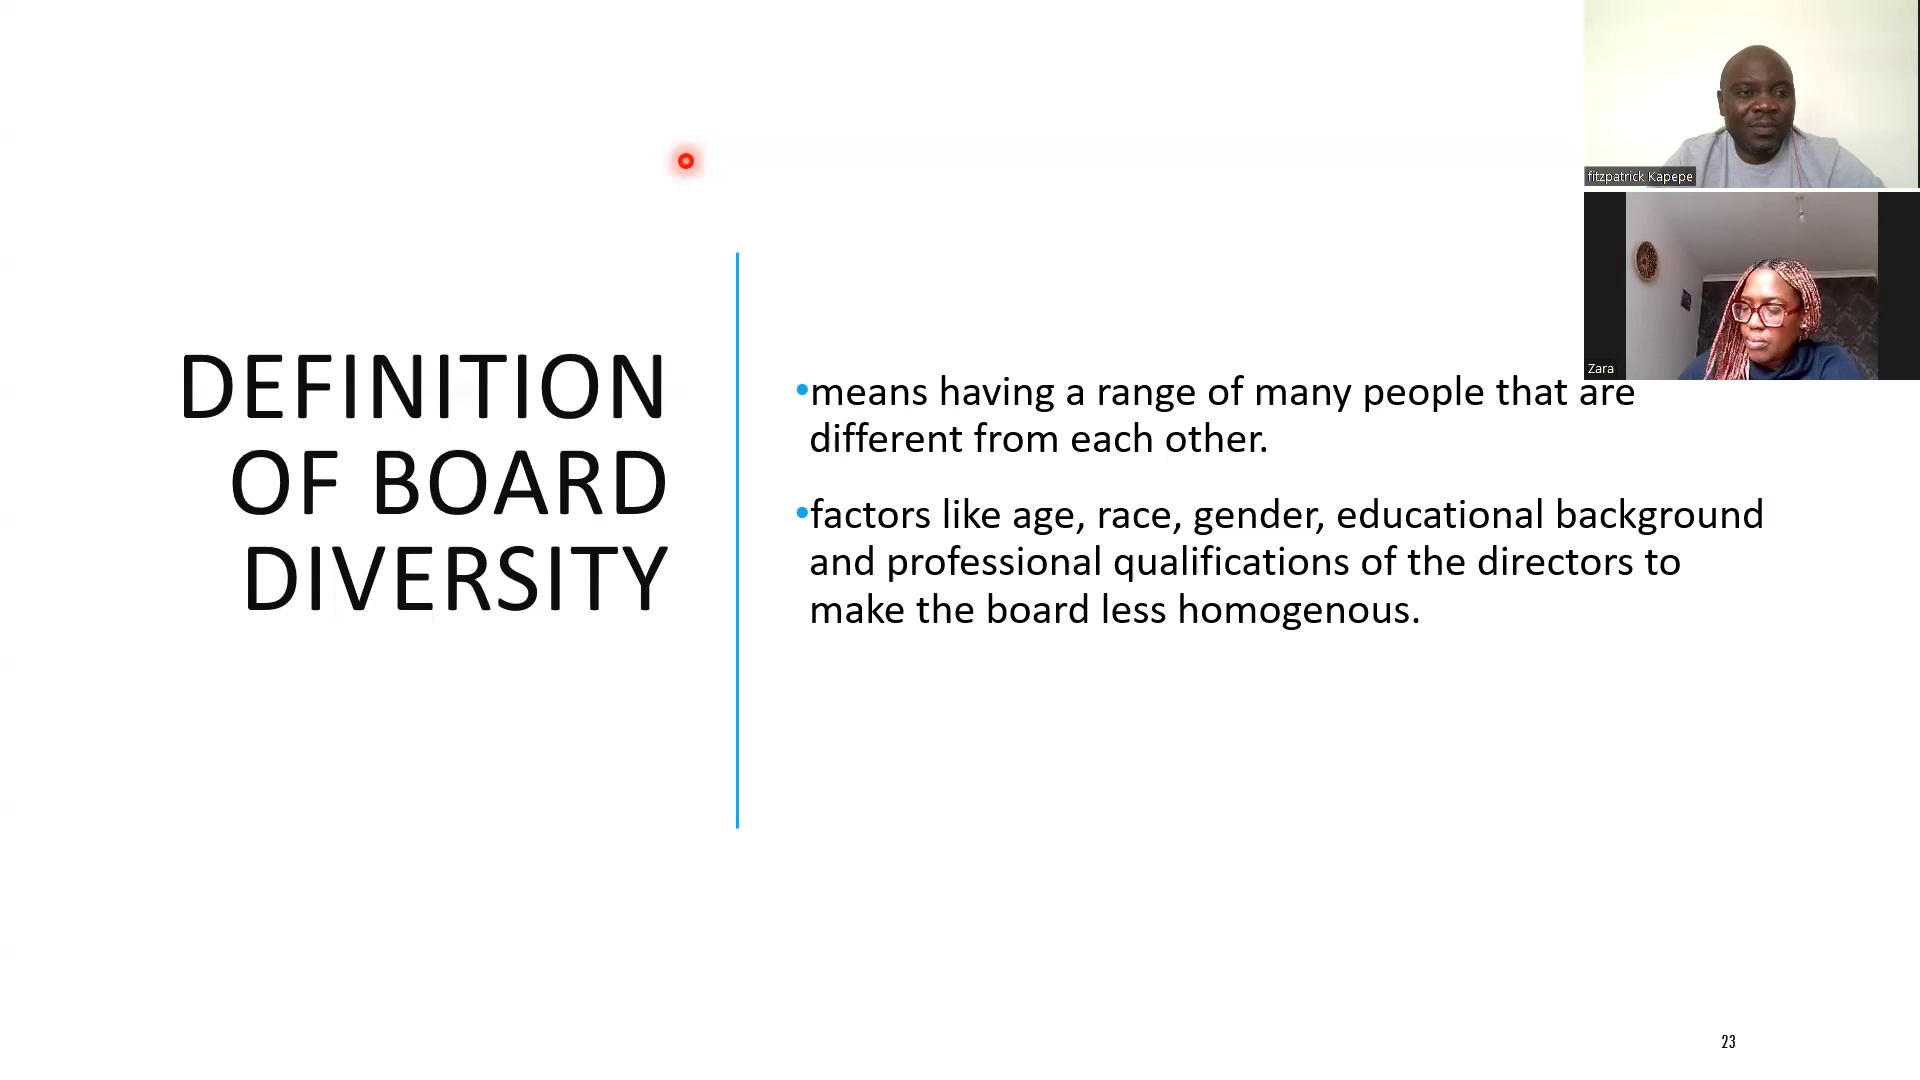 fitzpatrick Kapepe
Zara
DEFINITION
OF BOARD
DIVERSITY
•means having a range of many people that are
different from each other.
•factors like age, race, gender, educational background
and professional qualifications of the directors to
make the board less homogenous.
23